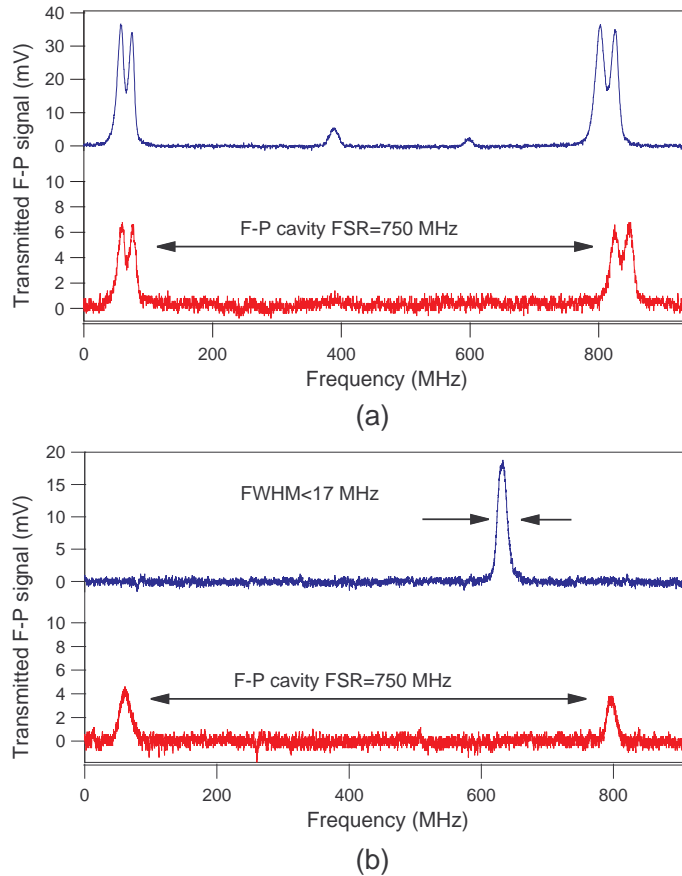 40
30
20
10
0
10
8
6
4
2
0
Transmitted F-P signal (mV)
F-P cavity FSR=750 MHz
0 200 400 600 800
Frequency (MHz)
(a)
20
15
10
5
0
10
8
6
4
2
0
Transmitted F-P signal (mV)
FWHM<17 MHz
F-P cavity FSR=750 MHz
0 200 400 600 800
Frequency (MHz)
(b)